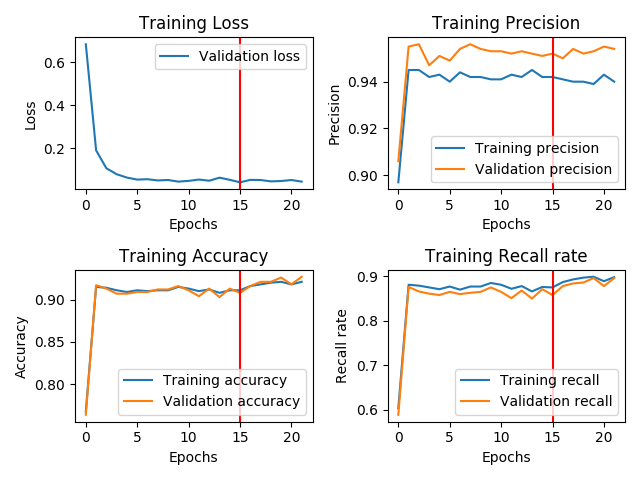 Training Loss
Loss
0.6
0.4
0.2
Validation loss
0 5 10 15 20
Epochs
Training Precision
Precision
0.94
0.92
0.90
Training precision
Validation precision
0 5 10 15 20
Epochs
Training Accuracy
Accuracy
0.90
0.80
Training accuracy
Validation accuracy
0 5 10 15 20
Epochs
Training Recall rate
Recall rate
0.9
0.8
0.7
0.6
Training recall
Validation recall
0 5 10 15 20
Epochs